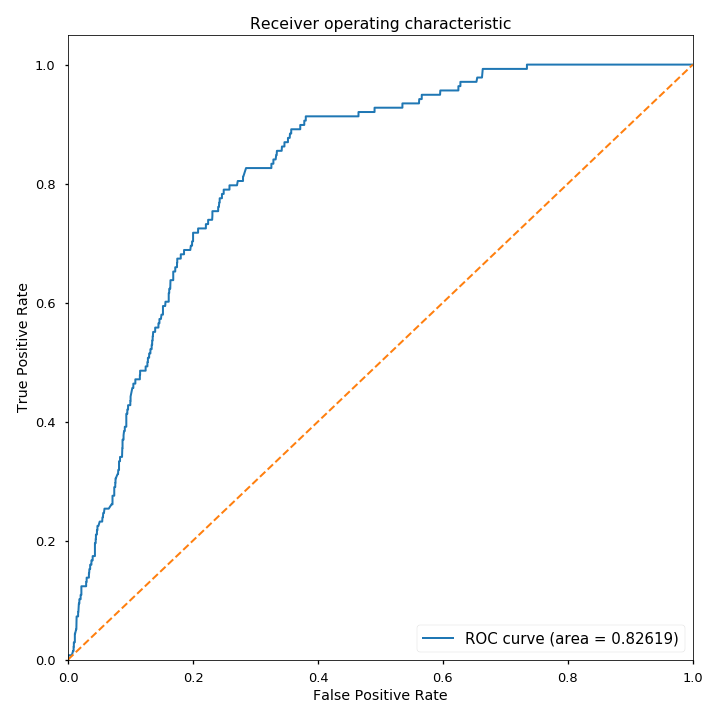 Receiver operating characteristic
1.0
0.8
0.6
0.4
0.2
0.0
True Positive Rate
ROC curve (area = 0.82619)
0.0 0.2 0.4 0.6 0.8 1.0
False Positive Rate